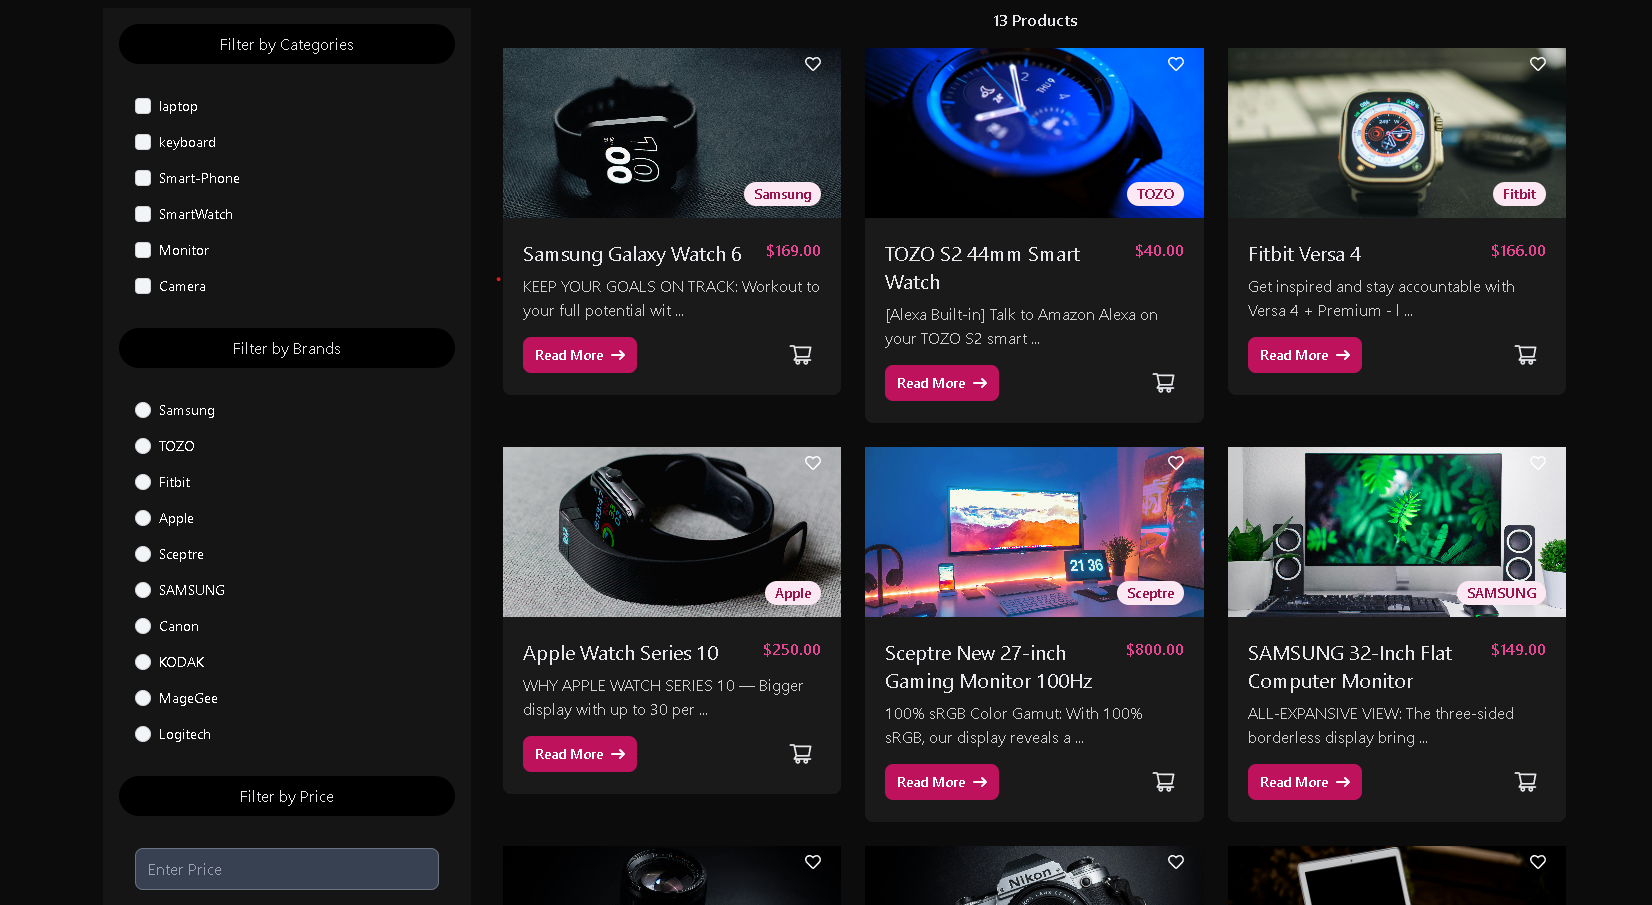 Filter by Categories
laptop
keyboard
Smart-Phone
SmartWatch
Monitor
Camera
Filter by Brands
Samsung
TOZO
Fitbit
Apple
Sceptre
SAMSUNG
Canon
KODAK
MageGee
Logitech
Filter by Price
Enter Price
13 Products
08
10
Samsung
Samsung Galaxy Watch 6
$169.00
KEEP YOUR GOALS ON TRACK: Workout to
your full potential wit ...
Read More
2
THU 9
TOZO
TOZO S2 44mm Smart
Watch
$40.00
[Alexa Built-in] Talk to Amazon Alexa on
your TOZO S2 smart ...
Read More
Fitbit
Fitbit Versa 4
$166.00
Get inspired and stay accountable with
Versa 4 + Premium - l ...
Read More
Apple
Apple Watch Series 10
$250.00
WHY APPLE WATCH SERIES 10 — Bigger
display with up to 30 per ...
Read More
21 36
Sceptre
Sceptre New 27-inch
Gaming Monitor 100Hz
$800.00
100% sRGB Color Gamut: With 100%
sRGB, our display reveals a ...
Read More
SAMSUNG
SAMSUNG 32-Inch Flat
Computer Monitor
$149.00
ALL-EXPANSIVE VIEW: The three-sided
borderless display bring ...
Read More
Nikon